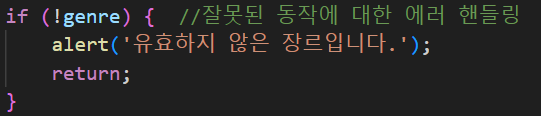 if (!genre) {  //잘못된 동작에 대한 에러 핸들링
    alert('유효하지 않은 장르입니다.');
    return;
}